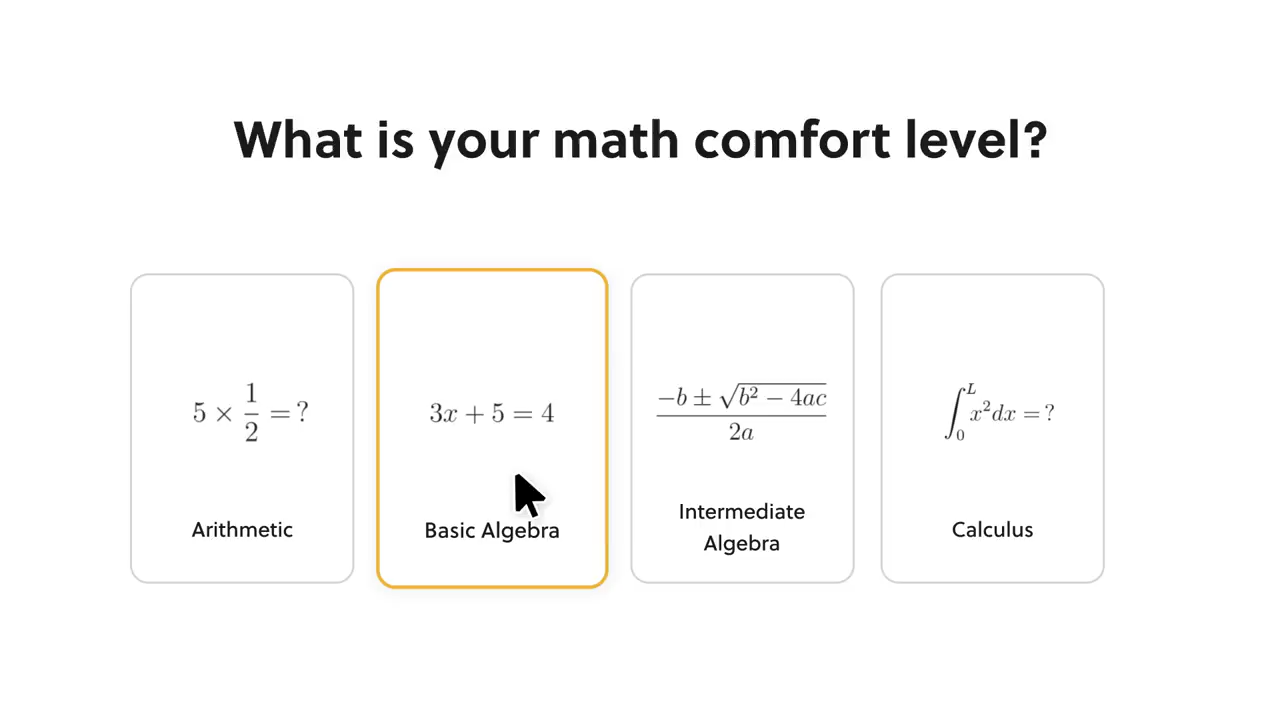 What is your math comfort level?
5 × 1/2 = ?
Arithmetic
3x + 5 = 4
Basic Algebra
−b ± √(b² − 4ac)
2a
Intermediate
Algebra
∫₀ᴸ x²dx = ?
Calculus